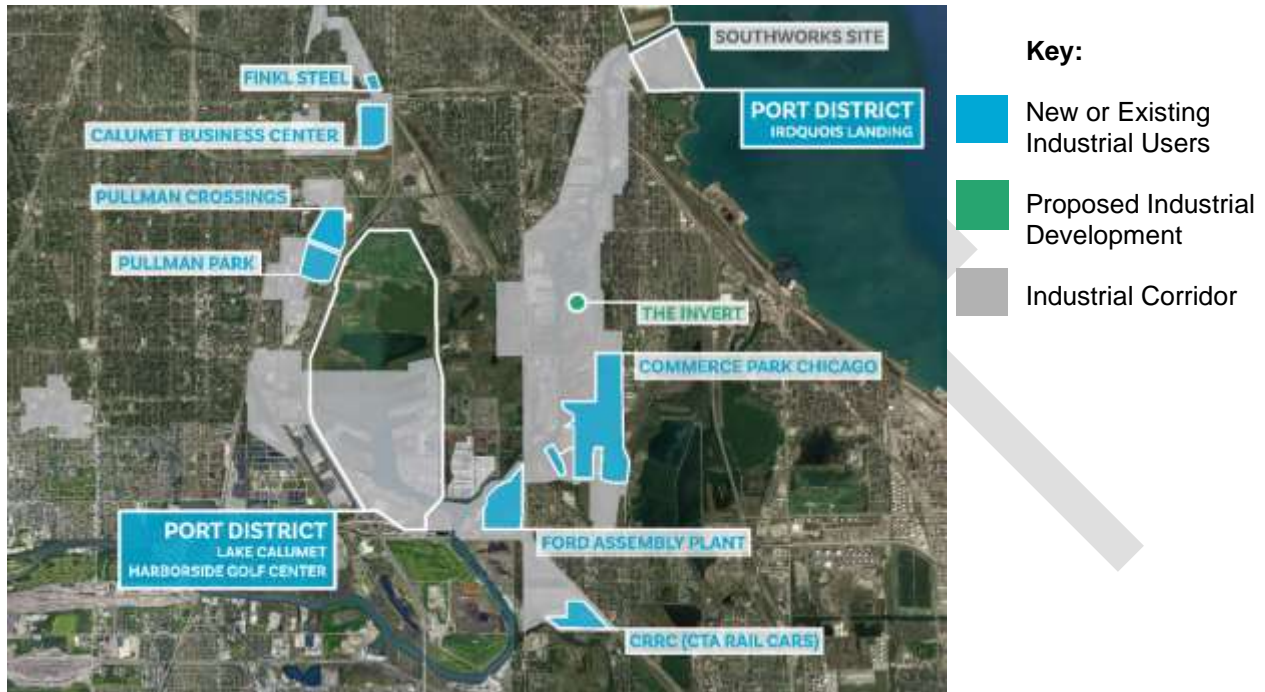 SOUTHWORKS SITE
FINKL STEEL
PORT DISTRICT
IROQUOIS LANDING
CALUMET BUSINESS CENTER
PULLMAN CROSSINGS
PULLMAN PARK
THE INVERT
COMMERCE PARK CHICAGO
PORT DISTRICT
LAKE CALUMET
HARBORSIDE GOLF CENTER
FORD ASSEMBLY PLANT
CRRC (CTA RAIL CARS)
Key:
New or Existing
Industrial Users
Proposed Industrial
Development
Industrial Corridor